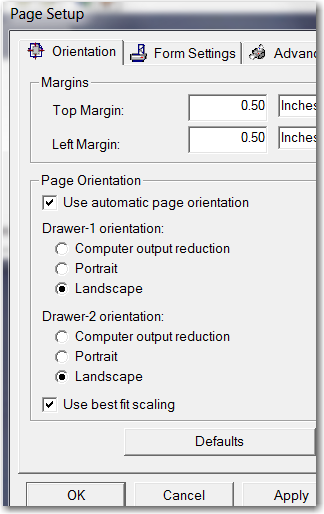 Page Setup
Orientation Form Settings Advanc
Margins
Top Margin: 0.50 Inches
Left Margin: 0.50 Inches
Page Orientation
Use automatic page orientation
Drawer-1 orientation:
Computer output reduction
Portrait
Landscape
Drawer-2 orientation:
Computer output reduction
Portrait
Landscape
Use best fit scaling
Defaults
OK Cancel Apply